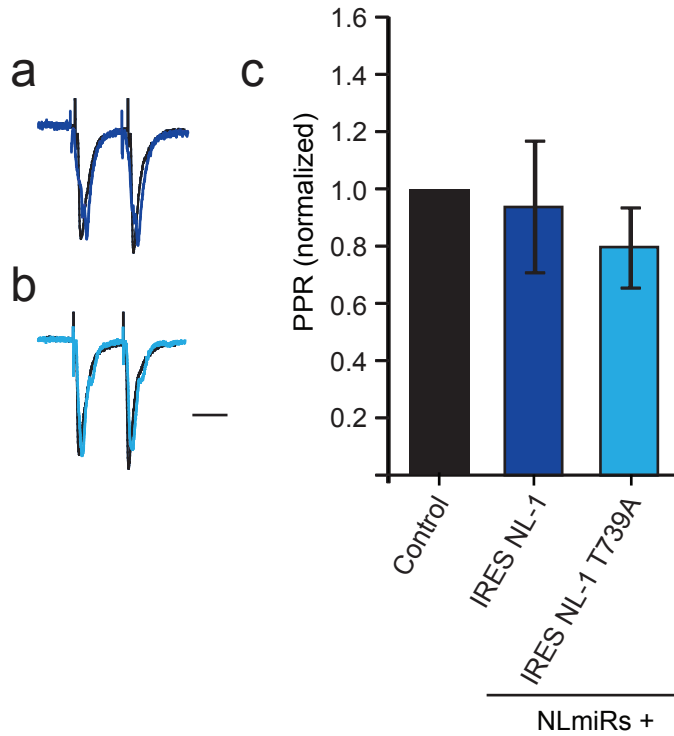 a
b
c
1.6
1.4
1.2
1.0
0.8
0.6
0.4
0.2
PPR (normalized)
Control
IRES NL-1
IRES NL-1 T739A
NLmiRs +